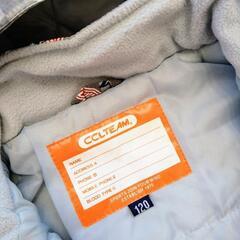 CCLTEAM.
NAME
ADDRESS
PHONE
MOBILE PHONE
BLOOD TYPE
120